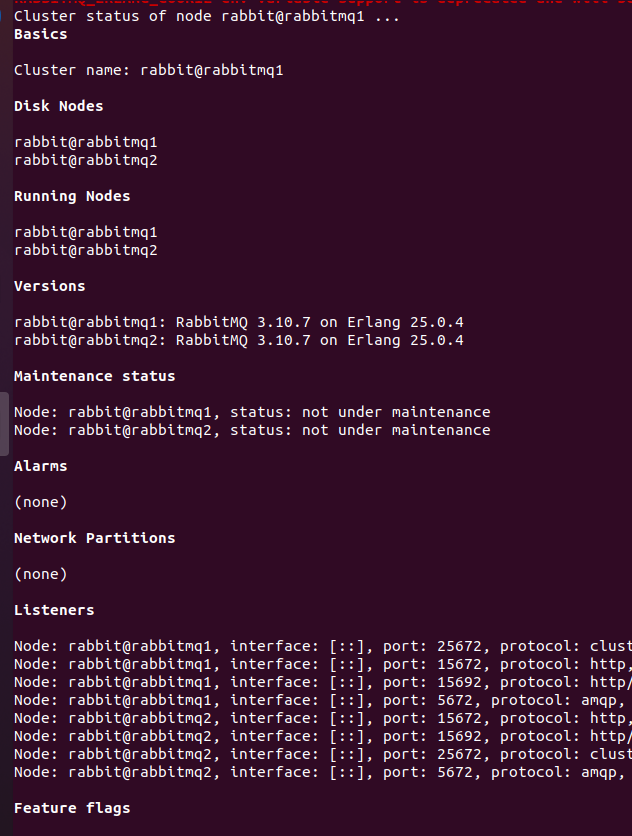 Cluster status of node rabbit@rabbitmq1 ...
Basics
Cluster name: rabbit@rabbitmq1
Disk Nodes
rabbit@rabbitmq1
rabbit@rabbitmq2
Running Nodes
rabbit@rabbitmq1
rabbit@rabbitmq2
Versions
rabbit@rabbitmq1: RabbitMQ 3.10.7 on Erlang 25.0.4
rabbit@rabbitmq2: RabbitMQ 3.10.7 on Erlang 25.0.4
Maintenance status
Node: rabbit@rabbitmq1, status: not under maintenance
Node: rabbit@rabbitmq2, status: not under maintenance
Alarms
(none)
Network Partitions
(none)
Listeners
Node: rabbit@rabbitmq1, interface: [::], port: 25672, protocol: clust
Node: rabbit@rabbitmq1, interface: [::], port: 15672, protocol: http,
Node: rabbit@rabbitmq1, interface: [::], port: 15692, protocol: http/
Node: rabbit@rabbitmq1, interface: [::], port: 5672, protocol: amqp,
Node: rabbit@rabbitmq2, interface: [::], port: 15672, protocol: http,
Node: rabbit@rabbitmq2, interface: [::], port: 15692, protocol: http/
Node: rabbit@rabbitmq2, interface: [::], port: 25672, protocol: clust
Node: rabbit@rabbitmq2, interface: [::], port: 5672, protocol: amqp,
Feature flags